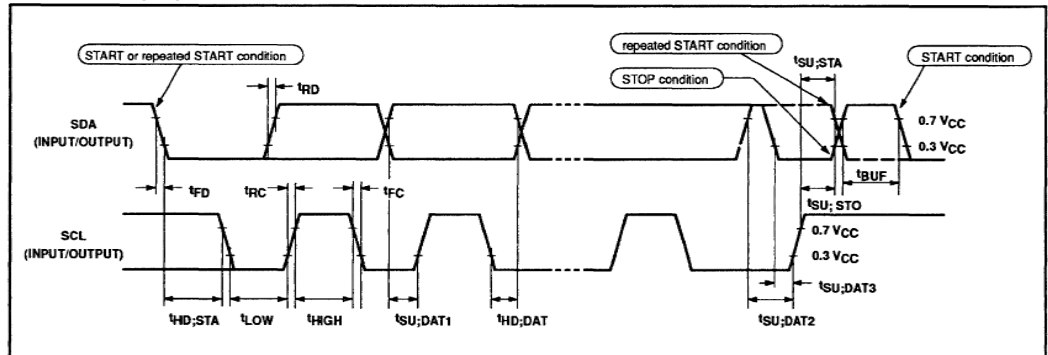 START or repeated START condition
repeated START condition
tSU;STA
START condition
STOP condition
tRD
SDA
(INPUT/OUTPUT)
0.7 VCC
0.3 VCC
tFD
tRC
tFC
tBUF
tSU; STO
SCL
(INPUT/OUTPUT)
0.7 VCC
0.3 VCC
tSU;DAT3
tHD;STA
tLOW
tHIGH
tSU;DAT1
tHD;DAT
tSU;DAT2